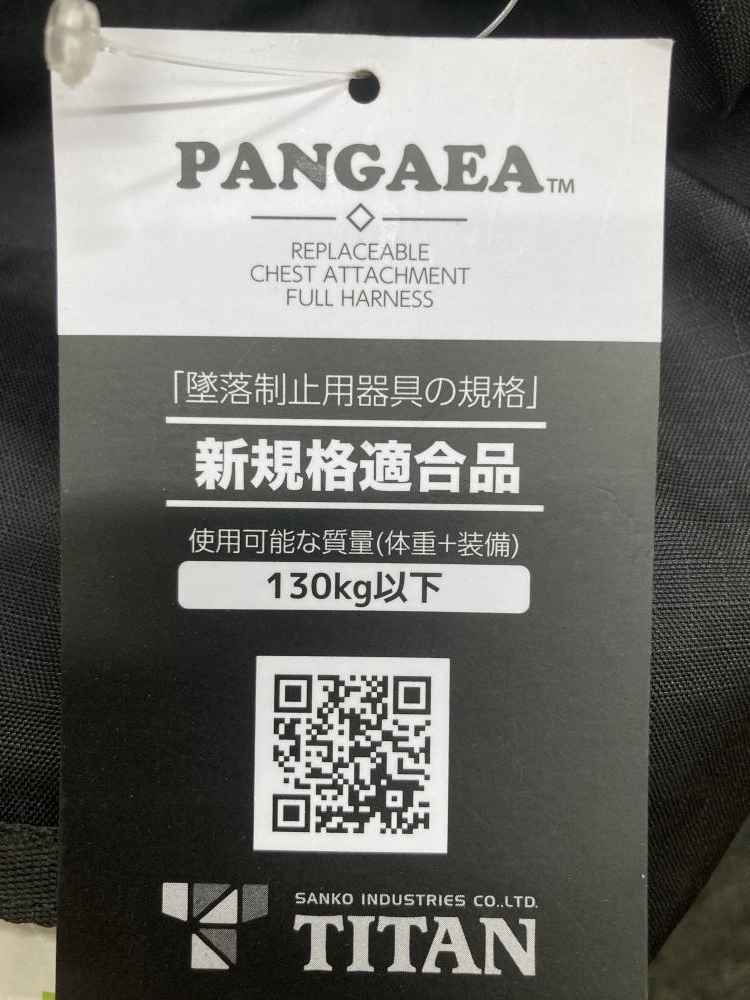 PANGAEA™
REPLACEABLE
CHEST ATTACHMENT
FULL HARNESS
「墜落制止用器具の規格」
新規格適合品
使用可能な質量(体重+装備)
130kg以下
SANKO INDUSTRIES CO.,LTD.
TITAN